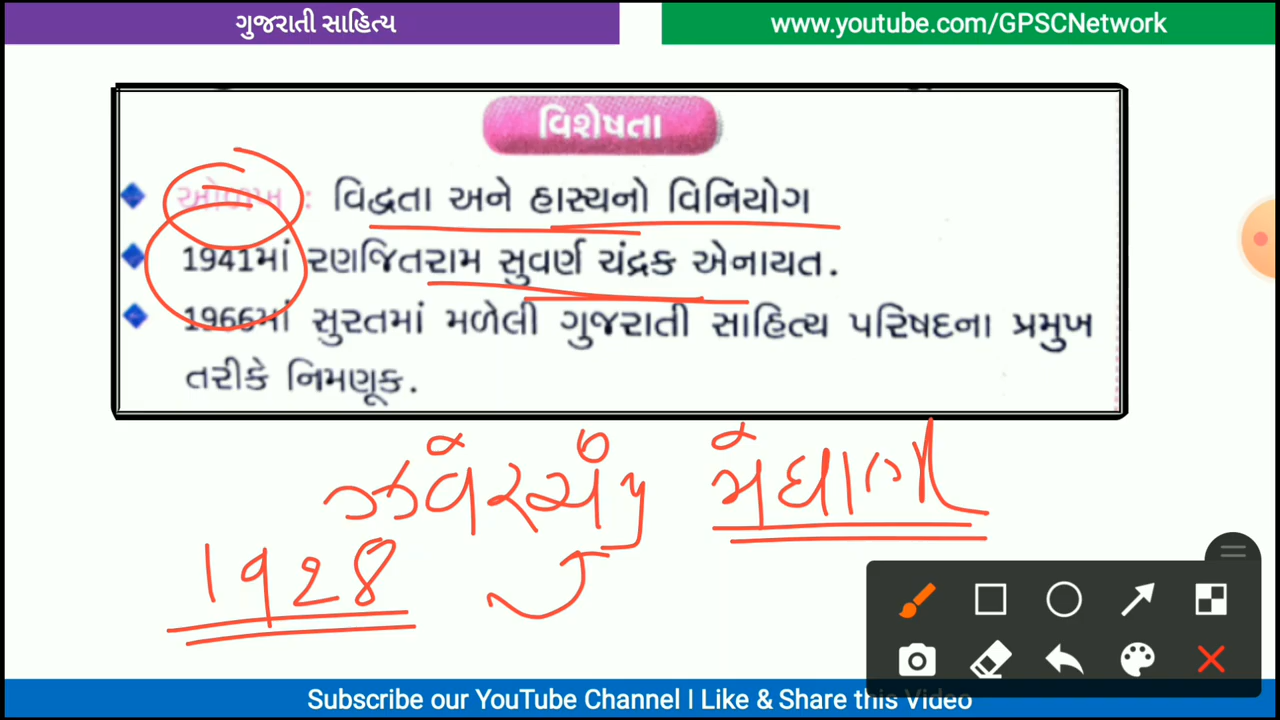 ગુજરાતી સાહિત્ય
www.youtube.com/GPSCNetwork
વિશેષતા
ઓળખ : વિદ્વતા અને હાસ્યનો વિનિયોગ
1941માં રણજિતરામ સુવર્ણ ચંદ્રક એનાયત.
1966માં સુરતમાં મળેલી ગુજરાતી સાહિત્ય પરિષદના પ્રમુખ
તરીકે નિમણૂક.
ઝવેરચંદ મેઘાણી
1928
Subscribe our YouTube Channel | Like & Share this Video